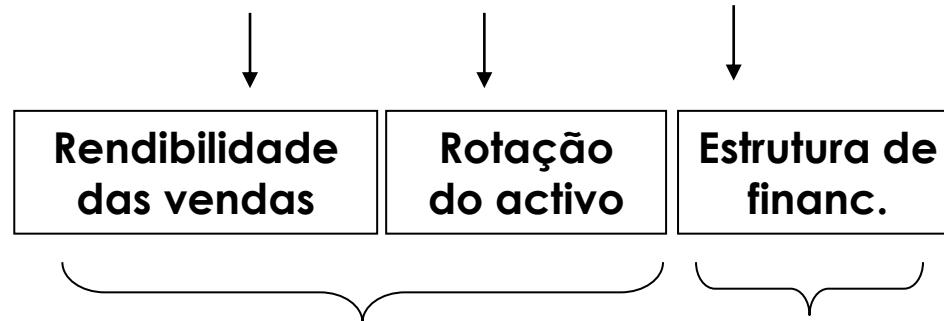 Rendibilidade
das vendas
Rotação
do activo
Estrutura de
financ.